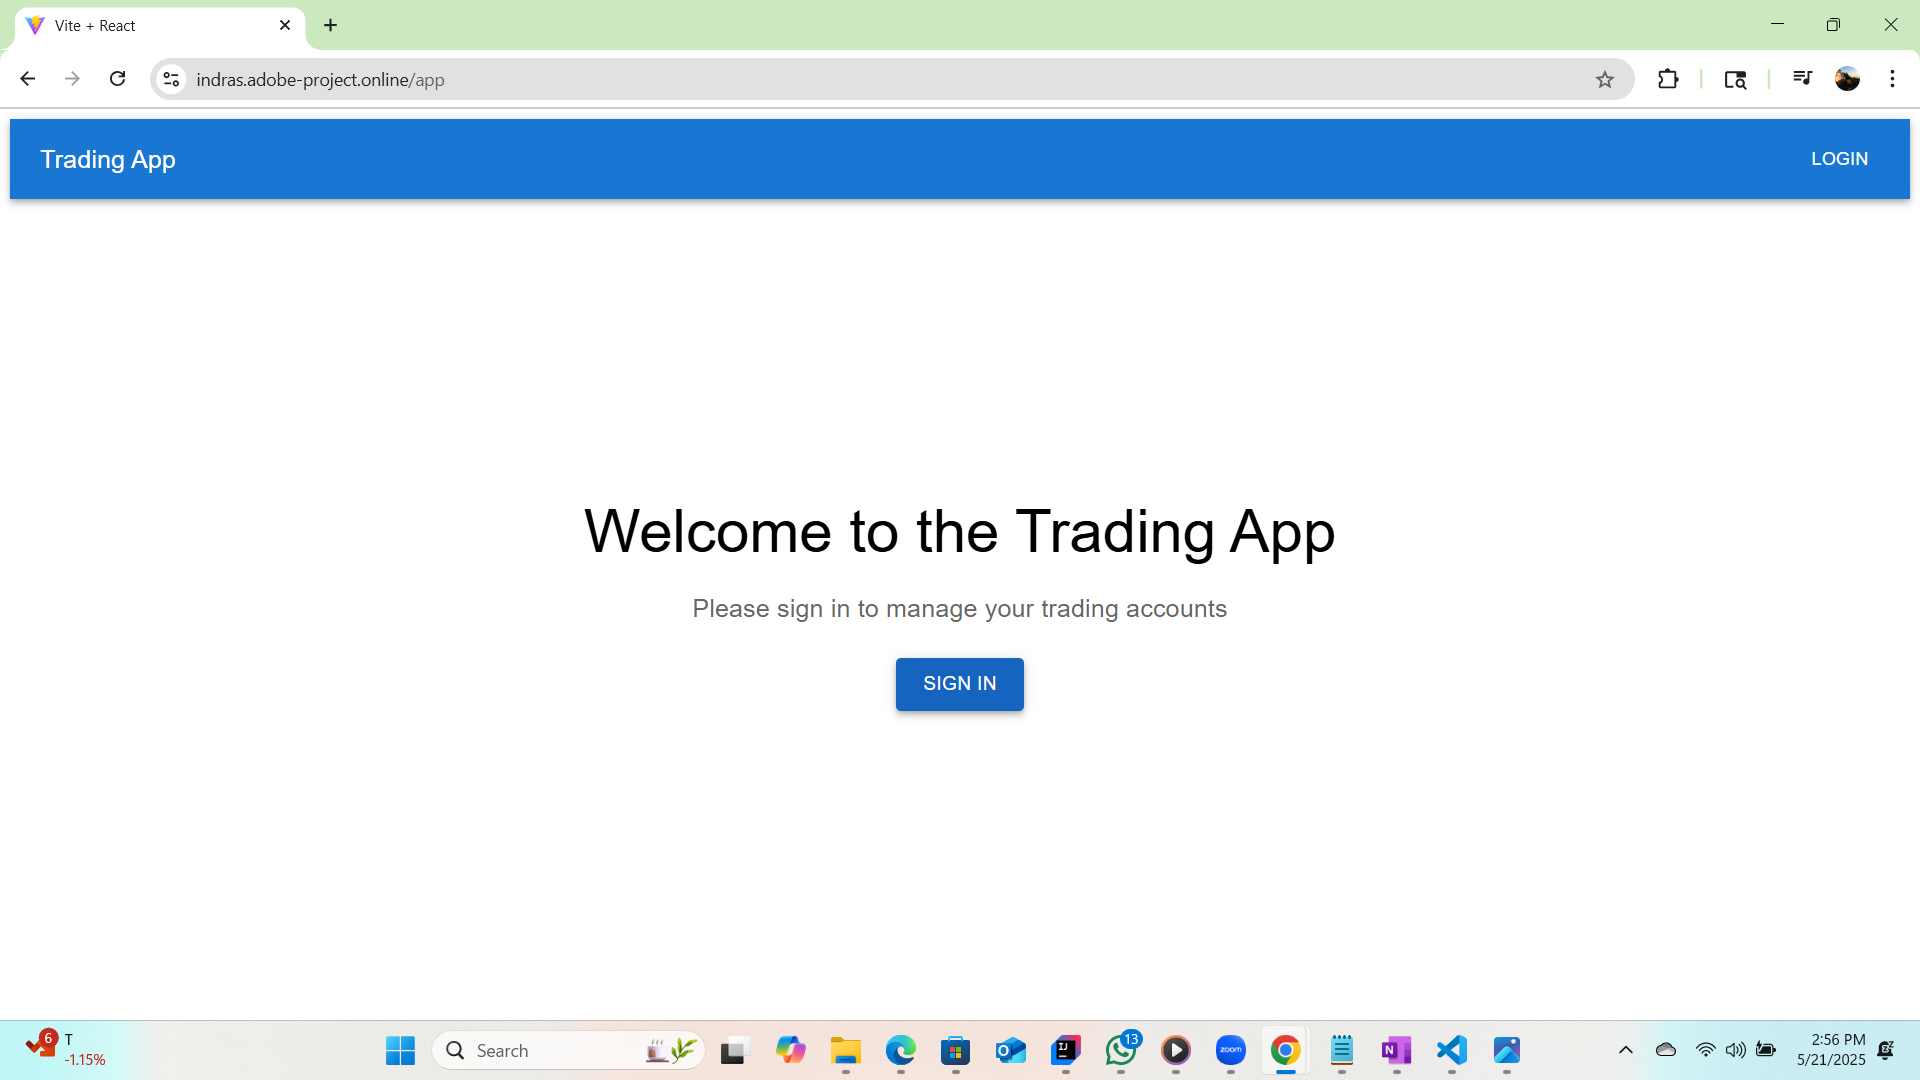 Vite + React
indras.adobe-project.online/app
Trading App
LOGIN
Welcome to the Trading App
Please sign in to manage your trading accounts
SIGN IN
6
T
-1.15%
Search
13
zoom
2:56 PM
5/21/2025